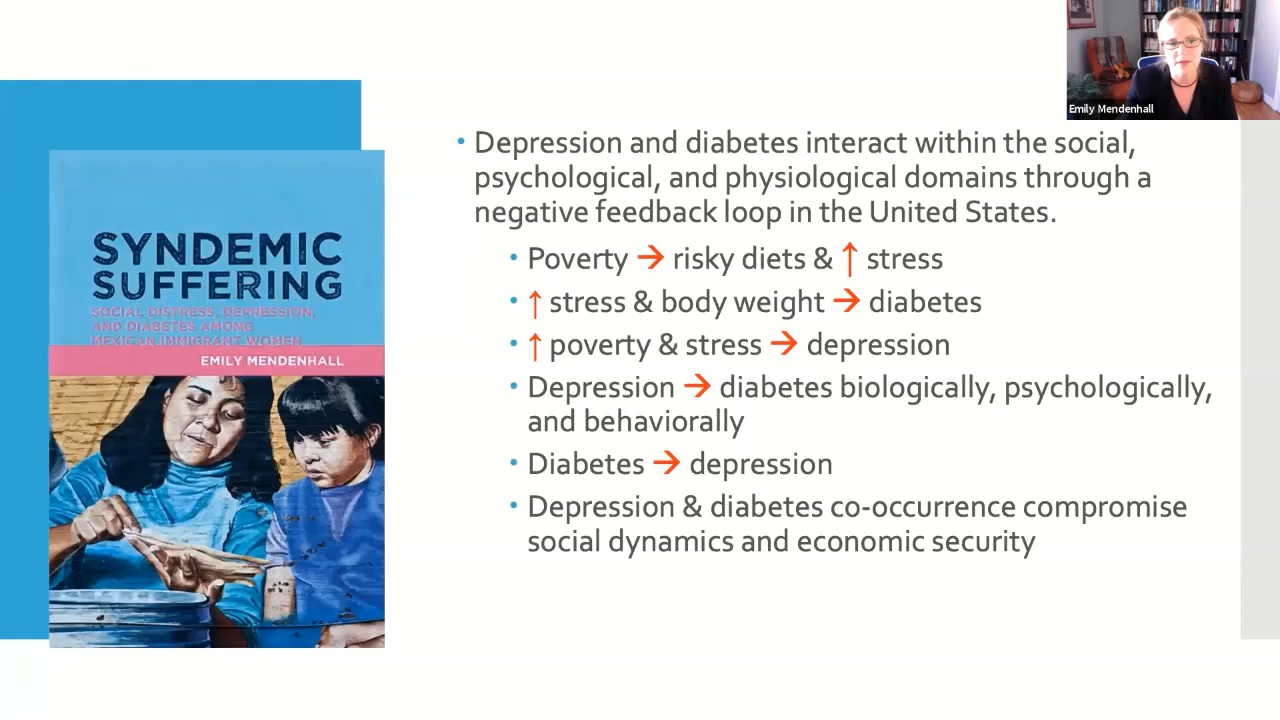 Emily Mendenhall
SYNDEMIC
SUFFERING
SOCIAL DISTRESS, DEPRESSION,
AND DIABETES AMONG
MEXICAN IMMIGRANT WOMEN
EMILY MENDENHALL
• Depression and diabetes interact within the social,
psychological, and physiological domains through a
negative feedback loop in the United States.
• Poverty → risky diets & ↑ stress
• ↑ stress & body weight → diabetes
• ↑ poverty & stress → depression
• Depression → diabetes biologically, psychologically,
and behaviorally
• Diabetes → depression
• Depression & diabetes co-occurrence compromise
social dynamics and economic security